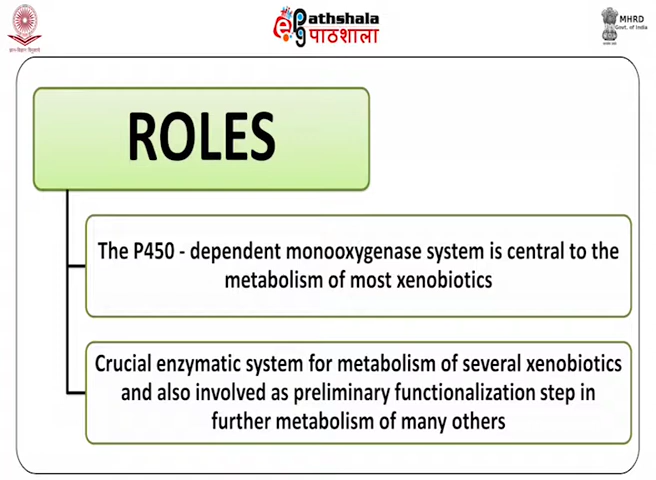 ePathshala
पाठशाला
MHRD
Govt. of India
ROLES
The P450 - dependent monooxygenase system is central to the
metabolism of most xenobiotics
Crucial enzymatic system for metabolism of several xenobiotics
and also involved as preliminary functionalization step in
further metabolism of many others